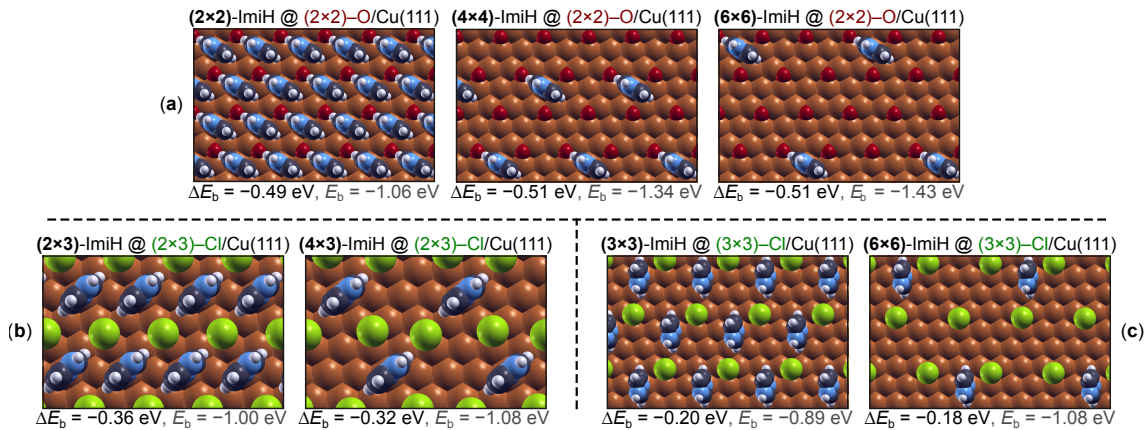 (2×2)-ImiH @ (2×2)–O/Cu(111) (4×4)-ImiH @ (2×2)–O/Cu(111) (6×6)-ImiH @ (2×2)–O/Cu(111)
(a)
ΔEb = −0.49 eV, Eb = −1.06 eV ΔEb = −0.51 eV, Eb = −1.34 eV ΔEb = −0.51 eV, Eb = −1.43 eV
(2×3)-ImiH @ (2×3)–Cl/Cu(111) (4×3)-ImiH @ (2×3)–Cl/Cu(111) (3×3)-ImiH @ (3×3)–Cl/Cu(111) (6×6)-ImiH @ (3×3)–Cl/Cu(111)
(b) (c)
ΔEb = −0.36 eV, Eb = −1.00 eV ΔEb = −0.32 eV, Eb = −1.08 eV ΔEb = −0.20 eV, Eb = −0.89 eV ΔEb = −0.18 eV, Eb = −1.08 eV